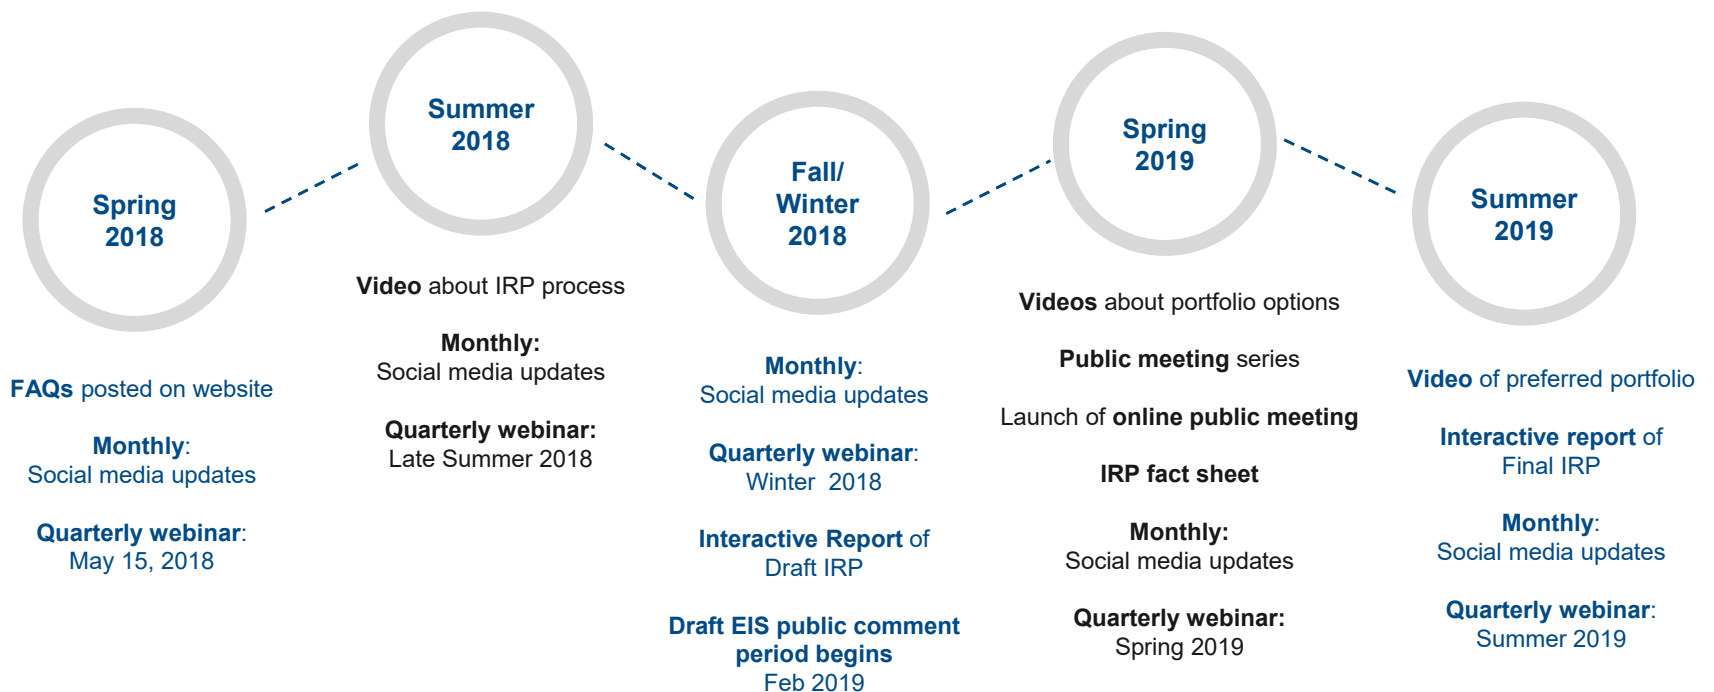 Spring
2018
FAQs posted on website
Monthly:
Social media updates
Quarterly webinar:
May 15, 2018
Summer
2018
Video about IRP process
Monthly:
Social media updates
Quarterly webinar:
Late Summer 2018
Fall/
Winter
2018
Monthly:
Social media updates
Quarterly webinar:
Winter 2018
Interactive Report of
Draft IRP
Draft EIS public comment
period begins
Feb 2019
Spring
2019
Videos about portfolio options
Public meeting series
Launch of online public meeting
IRP fact sheet
Monthly:
Social media updates
Quarterly webinar:
Spring 2019
Summer
2019
Video of preferred portfolio
Interactive report of
Final IRP
Monthly:
Social media updates
Quarterly webinar:
Summer 2019